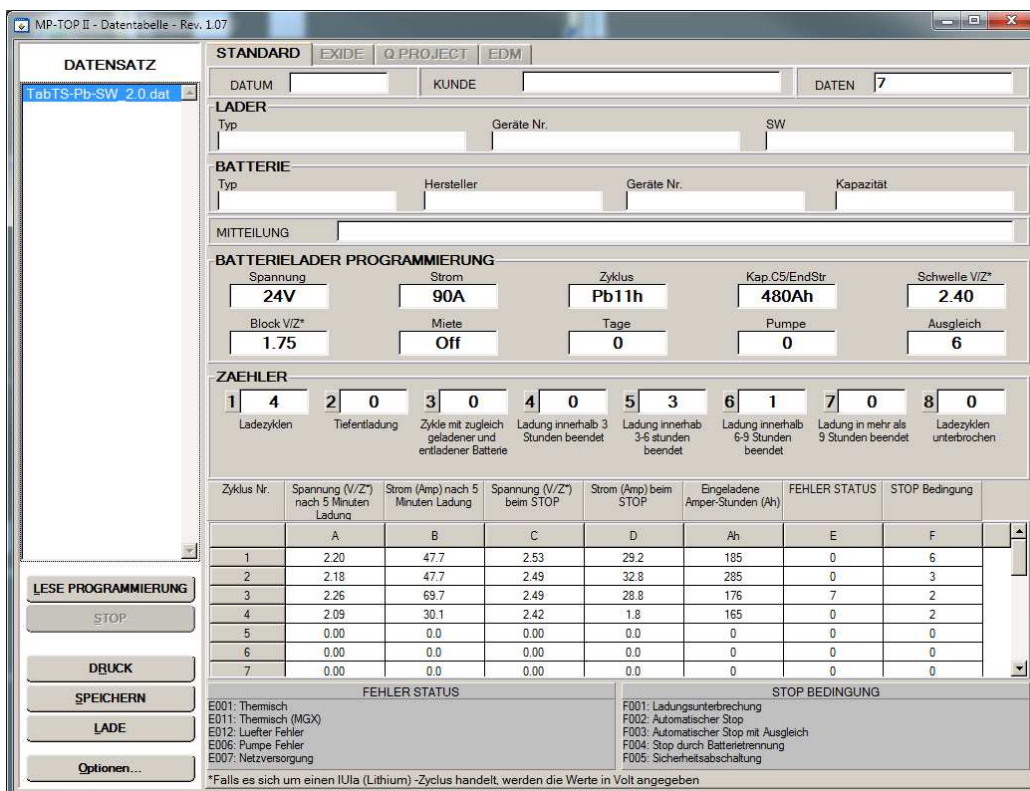 MP-TOP II - Datentabelle - Rev. 1.07
DATENSATZ
TabTS-Pb-SW_2.0.dat
LESE PROGRAMMIERUNG
STOP
DRUCK
SPEICHERN
LADE
Optionen...
STANDARD EXIDE Q PROJECT EDM
DATUM KUNDE DATEN 7
LADER
Typ Geräte Nr. SW
BATTERIE
Typ Hersteller Geräte Nr. Kapazität
MITTEILUNG
BATTERIELADER PROGRAMMIERUNG
Spannung Strom Zyklus Kap.C5/EndStr Schwelle V/Z*
24V 90A Pb11h 480Ah 2.40
Block V/Z* Miete Tage Pumpe Ausgleich
1.75 Off 0 0 6
ZAEHLER
1 4 2 0 3 0 4 0 5 3 6 1 7 0 8 0
Ladezyklen Tiefentladung Zykle mit zugleich Ladung innerhalb 3 Ladung innerhalb Ladung innerhalb Ladung in mehr als Ladezyklen
geladener und Stunden beendet 3-6 stunden 6-9 Stunden 9 Stunden beendet unterbrochen
entladener Batterie beendet beendet
Zyklus Nr. Spannung (V/Z*) Strom (Amp) nach 5 Spannung (V/Z*) Strom (Amp) beim Eingeladene FEHLER STATUS STOP Bedingung
nach 5 Minuten Minuten Ladung beim STOP STOP Amper-Stunden (Ah)
Ladung
A B C D Ah E F
1 2.20 47.7 2.53 29.2 185 0 6
2 2.18 47.7 2.49 32.8 285 0 3
3 2.26 69.7 2.49 28.8 176 7 2
4 2.09 30.1 2.42 1.8 165 0 2
5 0.00 0.0 0.00 0.0 0 0 0
6 0.00 0.0 0.00 0.0 0 0 0
7 0.00 0.0 0.00 0.0 0 0 0
FEHLER STATUS STOP BEDINGUNG
E001: Thermisch F001: Ladungsunterbrechung
E011: Thermisch (MGX) F002: Automatischer Stop
E012: Luefter Fehler F003: Automatischer Stop mit Ausgleich
E006: Pumpe Fehler F004: Stop durch Batterietrennung
E007: Netzversorgung F005: Sicherheitsabschaltung
*Falls es sich um einen IUIa (Lithium) -Zyclus handelt, werden die Werte in Volt angegeben